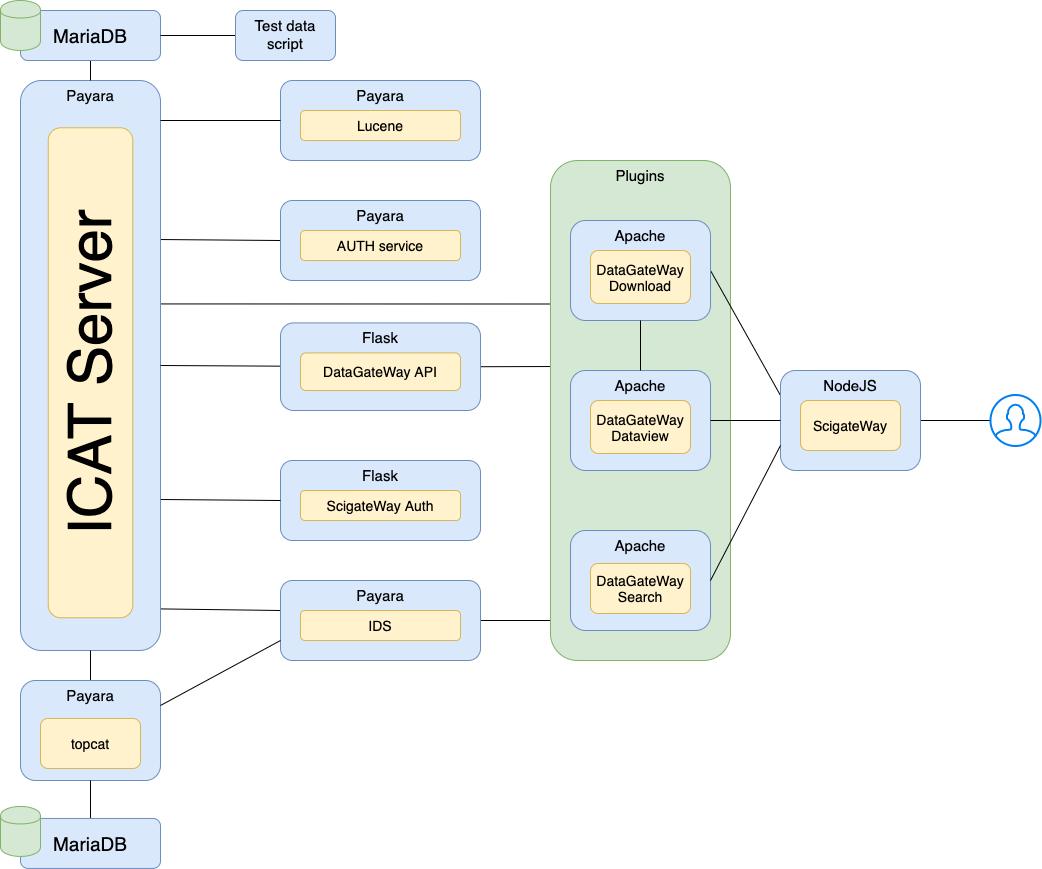 MariaDB
Test data
script
Payara
ICAT Server
Payara
Lucene
Payara
AUTH service
Flask
DataGateWay API
Flask
ScigateWay Auth
Payara
IDS
Plugins
Apache
DataGateWay
Download
Apache
DataGateWay
Dataview
Apache
DataGateWay
Search
NodeJS
ScigateWay
Payara
topcat
MariaDB